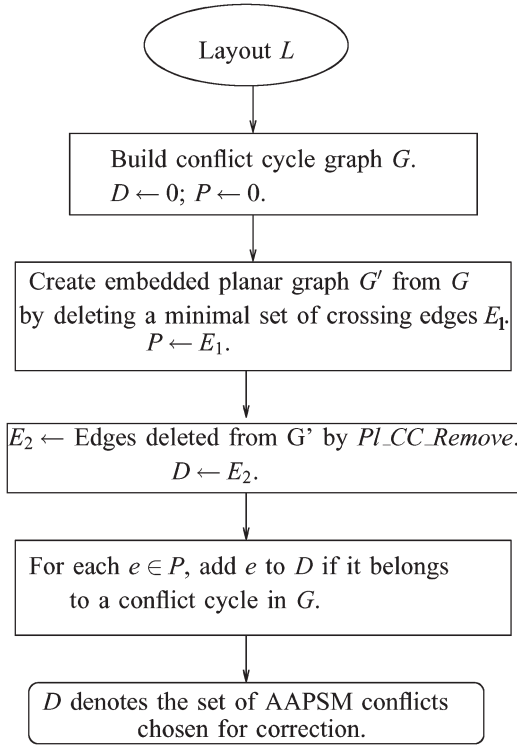 Layout L
Build conflict cycle graph G.
D ← 0; P ← 0.
Create embedded planar graph G′ from G
by deleting a minimal set of crossing edges E₁.
P ← E₁.
E₂ ← Edges deleted from G’ by Pl_CC_Remove.
D ← E₂.
For each e ∈ P, add e to D if it belongs
to a conflict cycle in G.
D denotes the set of AAPSM conflicts
chosen for correction.